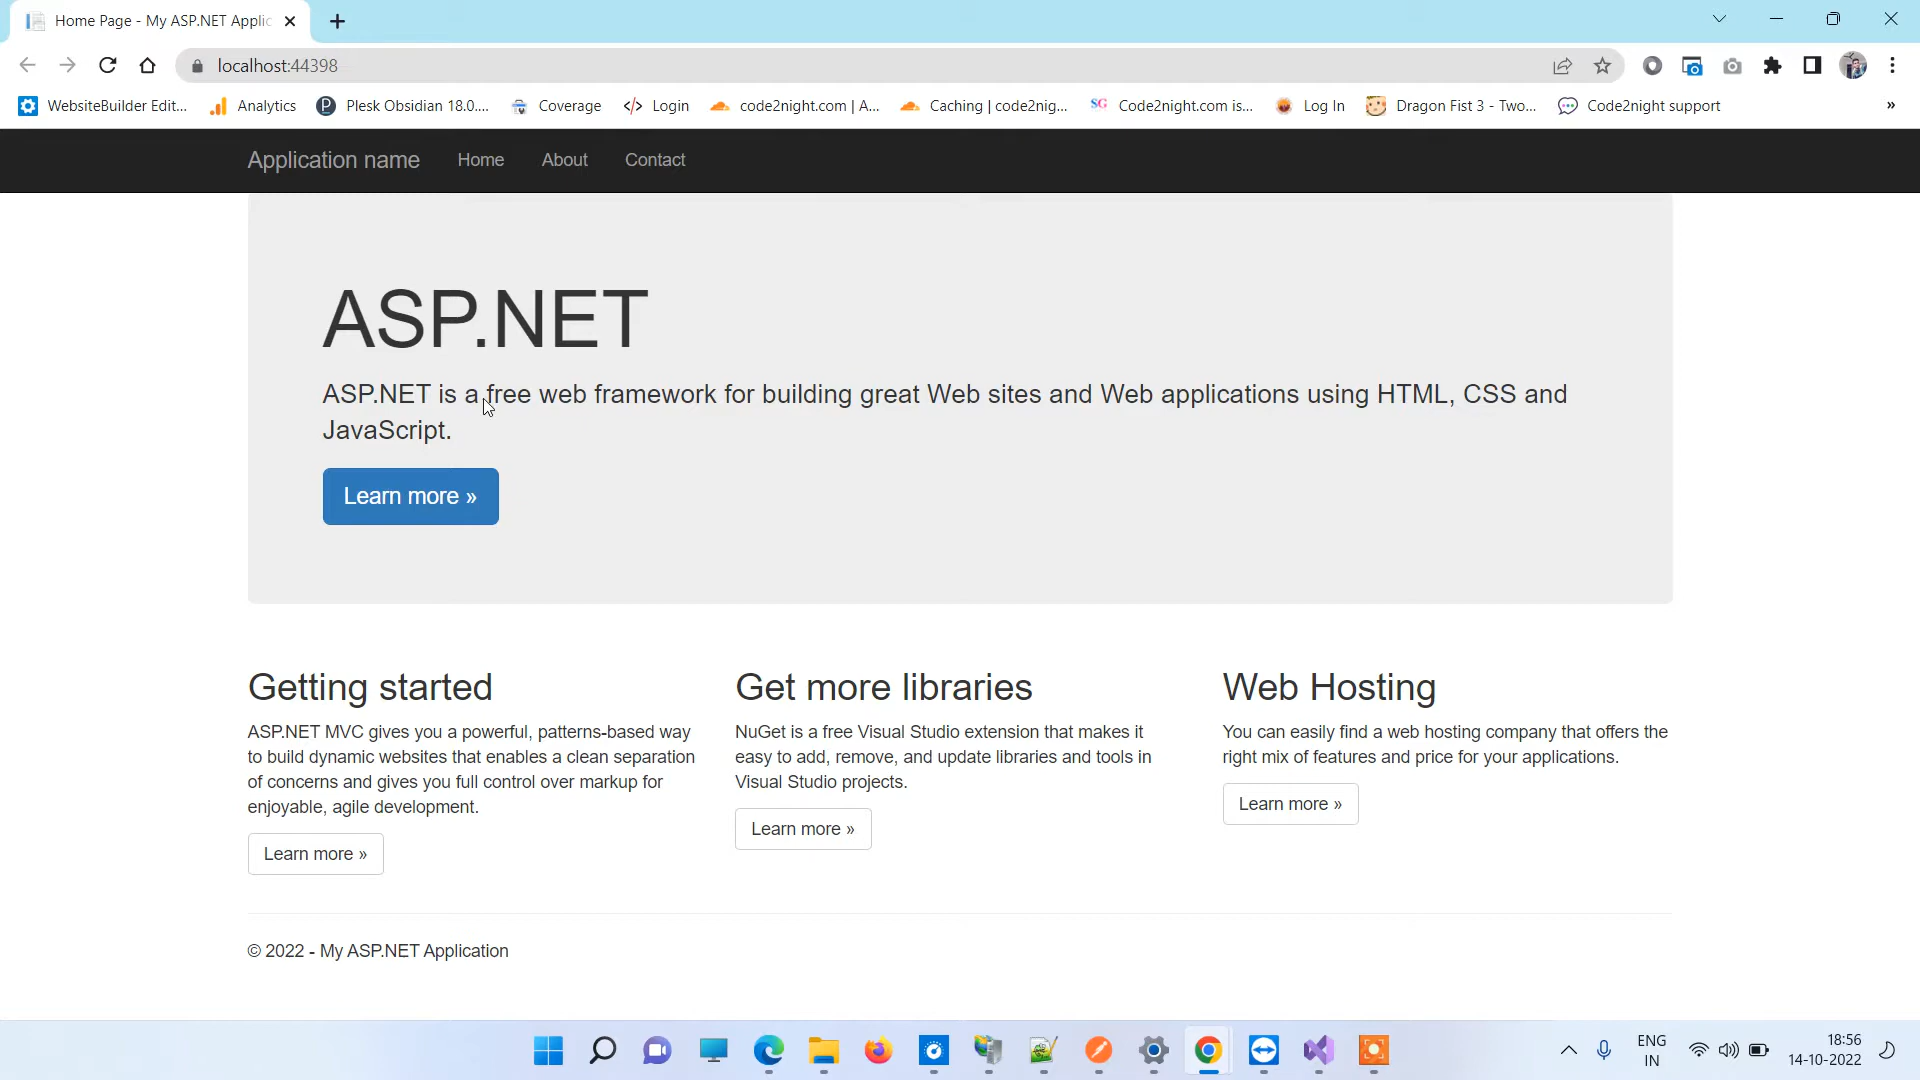 Home Page - My ASP.NET Applic
localhost:44398
WebsiteBuilder Edit... Analytics Plesk Obsidian 18.0.... Coverage Login code2night.com | A... Caching | code2nig... SG Code2night.com is... Log In Dragon Fist 3 - Two... Code2night support »
Application name Home About Contact
ASP.NET
ASP.NET is a free web framework for building great Web sites and Web applications using HTML, CSS and
JavaScript.
Learn more »
Getting started
ASP.NET MVC gives you a powerful, patterns-based way
to build dynamic websites that enables a clean separation
of concerns and gives you full control over markup for
enjoyable, agile development.
Learn more »
Get more libraries
NuGet is a free Visual Studio extension that makes it
easy to add, remove, and update libraries and tools in
Visual Studio projects.
Learn more »
Web Hosting
You can easily find a web hosting company that offers the
right mix of features and price for your applications.
Learn more »
© 2022 - My ASP.NET Application
ENG
IN
18:56
14-10-2022